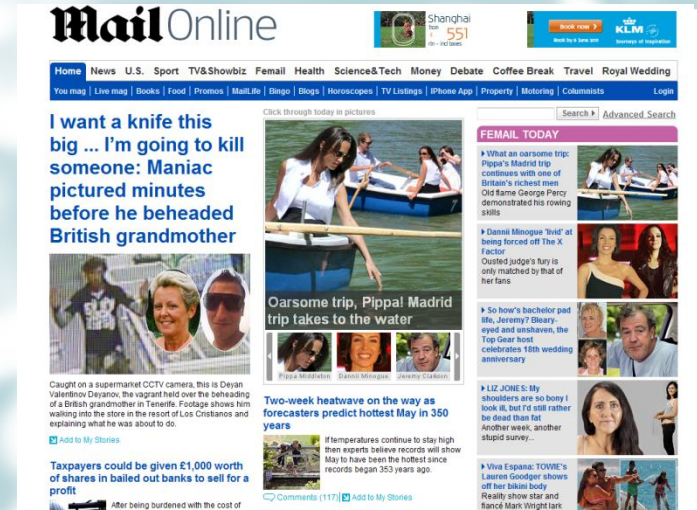 Mail Online
Shanghai
from
£ 551
rtn - incl taxes
Book now >
Book by 6 June 2011
KLM
Journeys of Inspiration
Home News U.S. Sport TV&Showbiz Femail Health Science&Tech Money Debate Coffee Break Travel Royal Wedding
You mag | Live mag | Books | Food | Promos | MailLife | Bingo | Blogs | Horoscopes | TV Listings | IPhone App | Property | Motoring | Columnists Login
I want a knife this
big ... I'm going to kill
someone: Maniac
pictured minutes
before he beheaded
British grandmother
Caught on a supermarket CCTV camera, this is Deyan
Valentinov Deyanov, the vagrant held over the beheading
of a British grandmother in Tenerife. Footage shows him
walking into the store in the resort of Los Cristianos and
explaining what he was about to do.
Add to My Stories
Taxpayers could be given £1,000 worth
of shares in bailed out banks to sell for a
profit
After being burdened with the cost of
Click through today in pictures
Oarsome trip, Pippa! Madrid
trip takes to the water
Pippa Middleton
Dannii Minogue
Jeremy Clarkson
Two-week heatwave on the way as
forecasters predict hottest May in 350
years
If temperatures continue to stay high
then experts believe records will show
May to have been the hottest since
records began 353 years ago.
Comments (117) | Add to My Stories
Search Advanced Search
FEMAIL TODAY
What an oarsome trip:
Pippa's Madrid trip
continues with one of
Britain's richest men
Old flame George Percy
demonstrated his rowing
skills
Dannii Minogue 'livid' at
being forced off The X
Factor
Ousted judge's fury is
only matched by that of
her fans
So how's bachelor pad
life, Jeremy? Bleary-
eyed and unshaven, the
Top Gear host
celebrates 18th wedding
anniversary
LIZ JONES: My
shoulders are so bony I
look ill, but I'd still rather
be dead than fat
Another week, another
stupid survey...
Viva Espana: TOWIE's
Lauren Goodger shows
off her bikini body
Reality show star and
fiancé Mark Wright lark